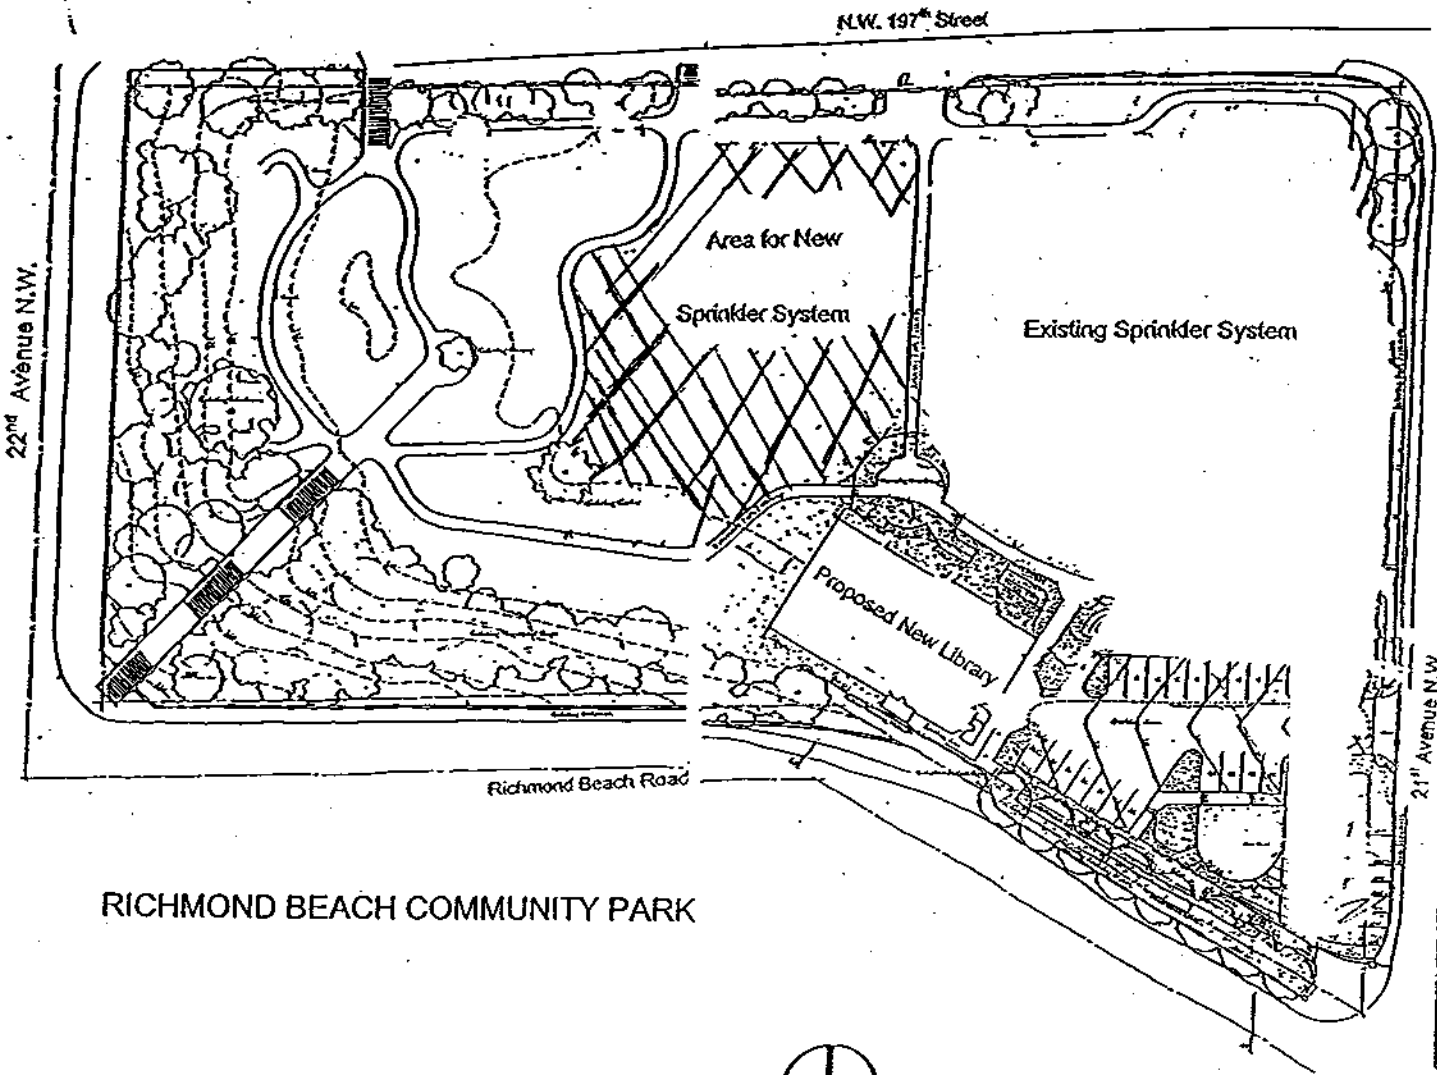 N.W. 197th Street
22nd Avenue N.W.
Area for New
Sprinkler System
Existing Sprinkler System
Proposed New Library
21st Avenue N.W.
Richmond Beach Road
RICHMOND BEACH COMMUNITY PARK